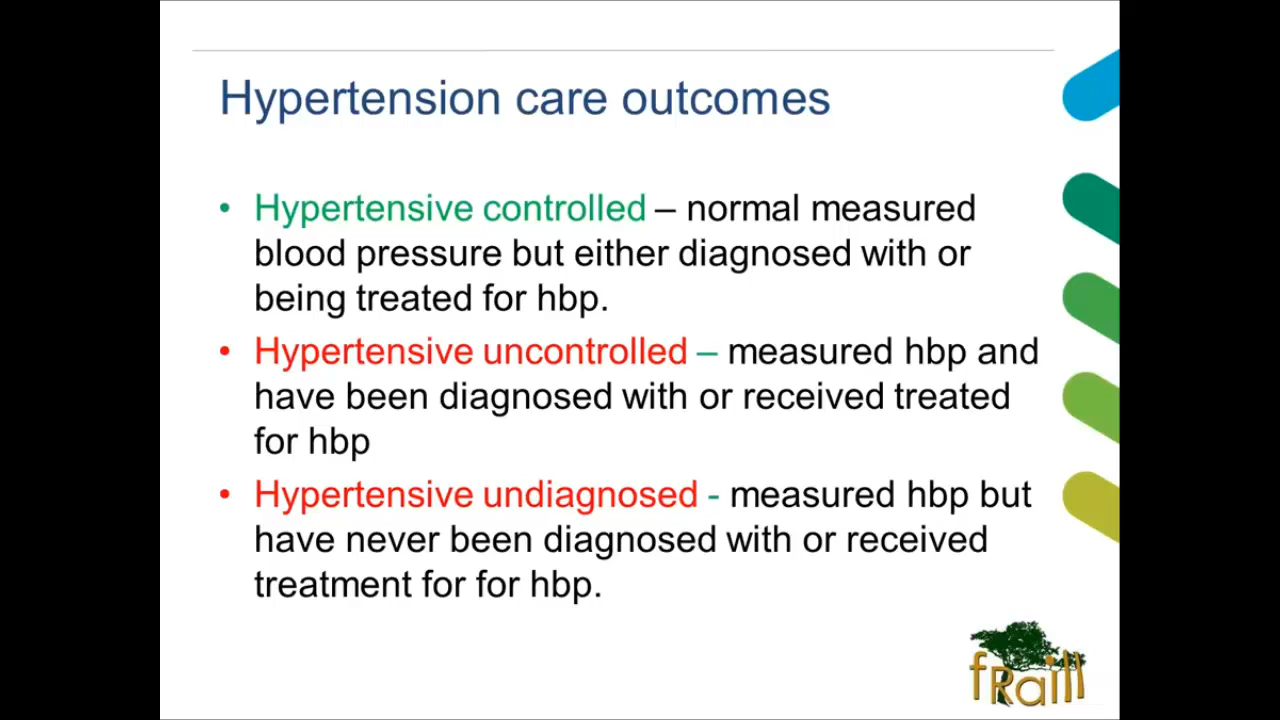 Hypertension care outcomes
• Hypertensive controlled – normal measured
blood pressure but either diagnosed with or
being treated for hbp.
• Hypertensive uncontrolled – measured hbp and
have been diagnosed with or received treated
for hbp
• Hypertensive undiagnosed - measured hbp but
have never been diagnosed with or received
treatment for for hbp.
fRaill